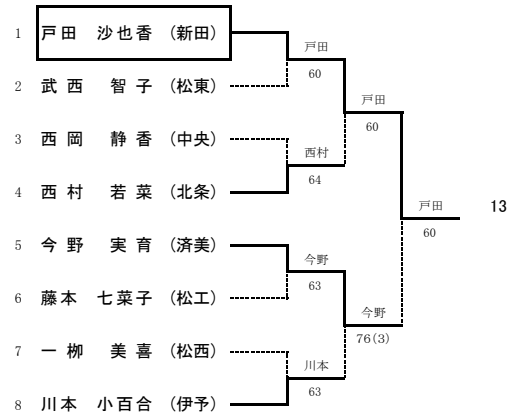 1 戸田 沙也香 (新田)
戸田
60
2 武西 智子 (松東)
戸田
60
3 西岡 静香 (中央)
西村
64
4 西村 若菜 (北条)
戸田
60
13
5 今野 実育 (済美)
今野
63
6 藤本 七菜子 (松工)
今野
76(3)
7 一栁 美喜 (松西)
川本
63
8 川本 小百合 (伊予)